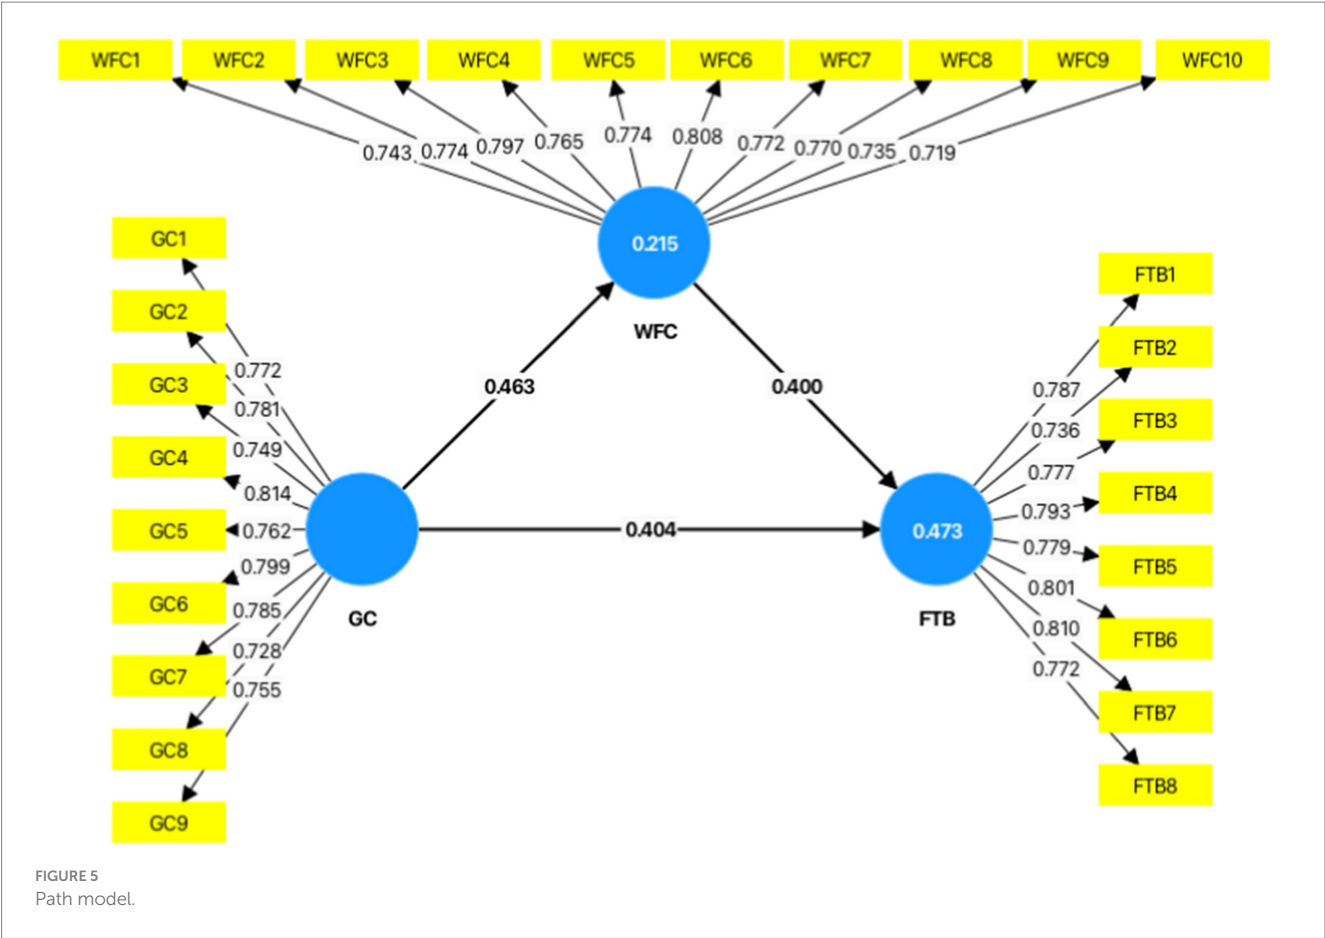 WFC1 WFC2 WFC3 WFC4 WFC5 WFC6 WFC7 WFC8 WFC9 WFC10
0.743 0.774 0.797 0.765 0.774 0.808 0.772 0.770 0.735 0.719
0.215
WFC
GC1
GC2
GC3
GC4
GC5
GC6
GC7
GC8
GC9
0.772
0.781
0.749
0.814
0.762
0.799
0.785
0.728
0.755
GC
0.463
0.400
0.404
0.473
FTB
0.787
0.736
0.777
0.793
0.779
0.801
0.810
0.772
FTB1
FTB2
FTB3
FTB4
FTB5
FTB6
FTB7
FTB8
FIGURE 5
Path model.